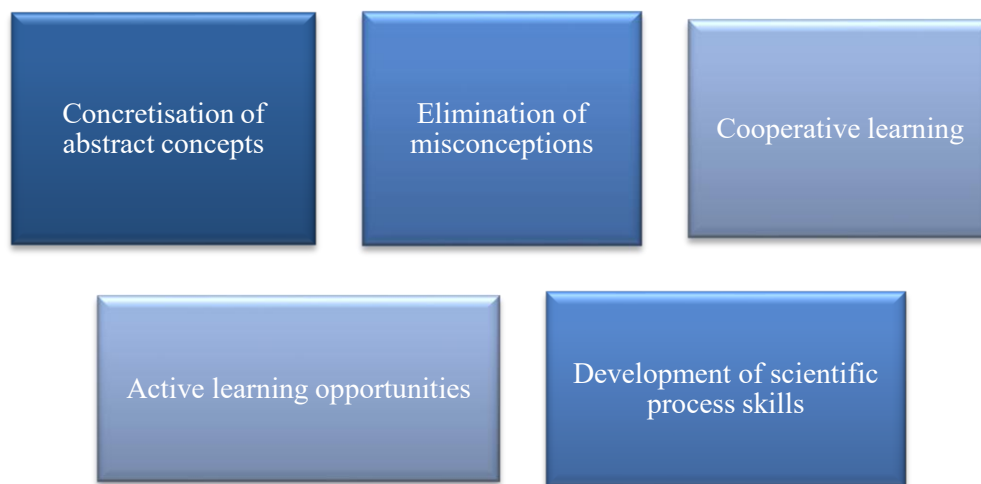 Concretisation of
abstract concepts
Elimination of
misconceptions
Cooperative learning
Active learning opportunities
Development of scientific
process skills